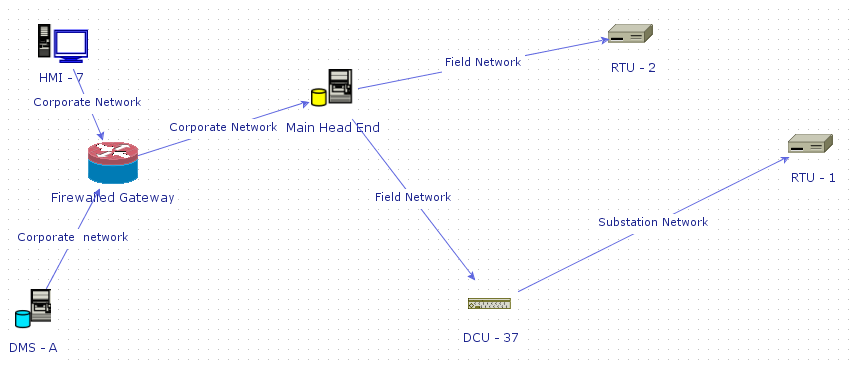 HMI - 7
Corporate Network
Firewalled Gateway
Corporate network
DMS - A
Corporate Network
Main Head End
Field Network
RTU - 2
Field Network
DCU - 37
Substation Network
RTU - 1